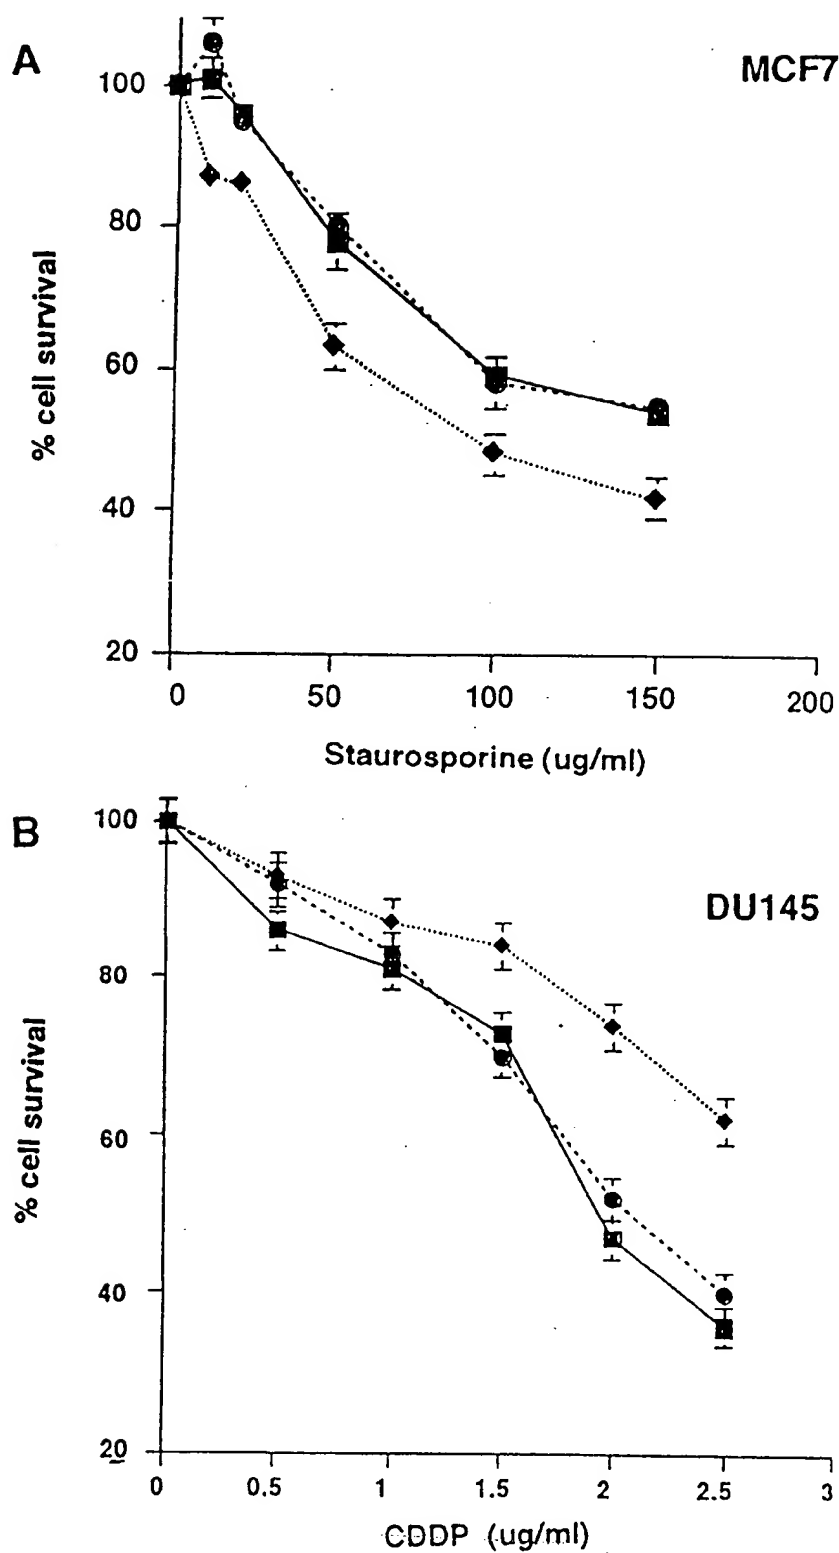 A
MCF7
100
80
60
40
20
% cell survival
0 50 100 150 200
Staurosporine (ug/ml)
B
DU145
100
80
60
40
20
% cell survival
0 0.5 1 1.5 2 2.5 3
CDDP (ug/ml)